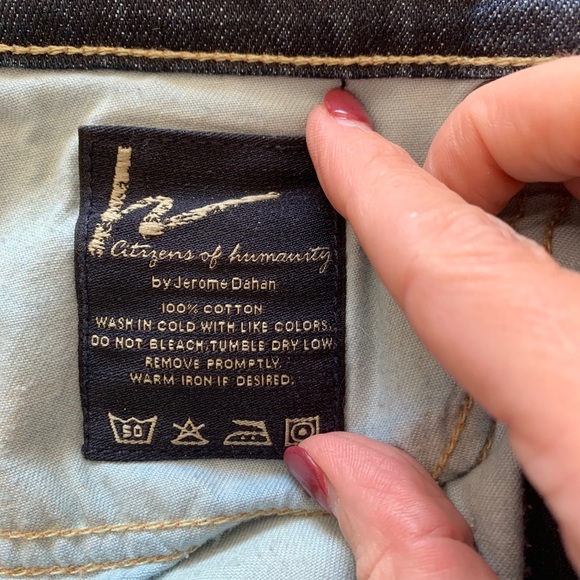 h
Citizens of humanity
by Jerome Dahan
100% COTTON
WASH IN COLD WITH LIKE COLORS.
DO NOT BLEACH.TUMBLE DRY LOW.
REMOVE PROMPTLY.
WARM IRON IF DESIRED.
50